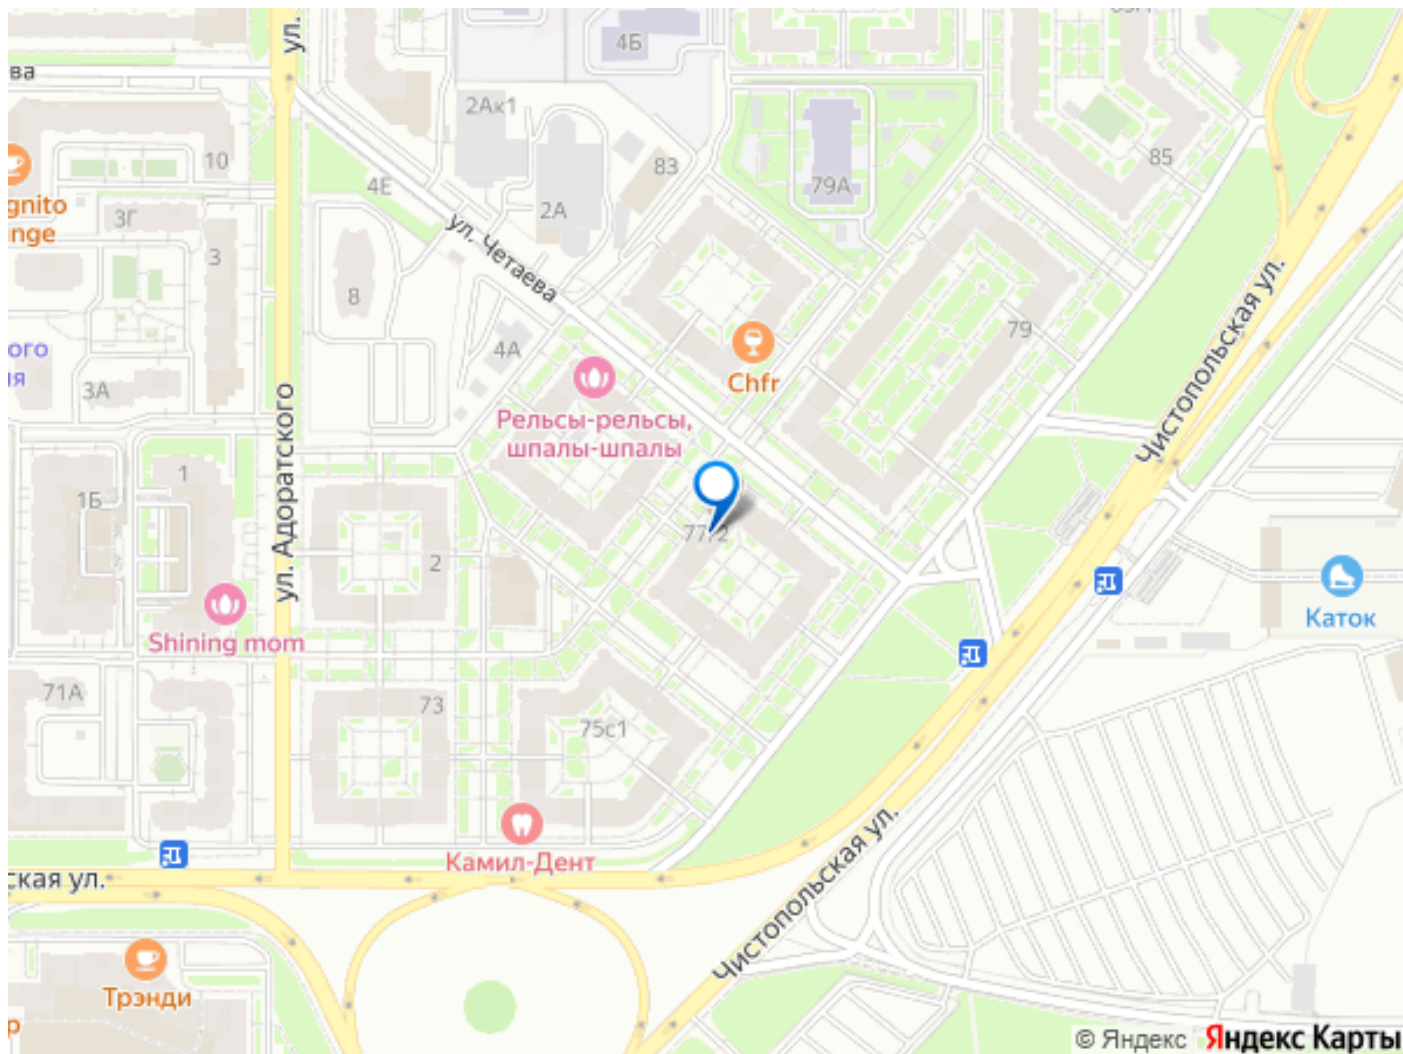 ул.
4Б
ва
2Ак1
10
83
85
4Е
79А
gnito
nge
3Г
2А
ул. Четаева
3
8
Чистопольская ул.
79
ого
я
4А
3А
Chfr
Рельсы-рельсы,
шпалы-шпалы
ул. Адоратского
1
1Б
77/2
2
Каток
Shining mom
71А
73
75с1
Камил-Дент
ская ул.
Чистопольская ул.
Трэнди
р
© Яндекс Яндекс Карты